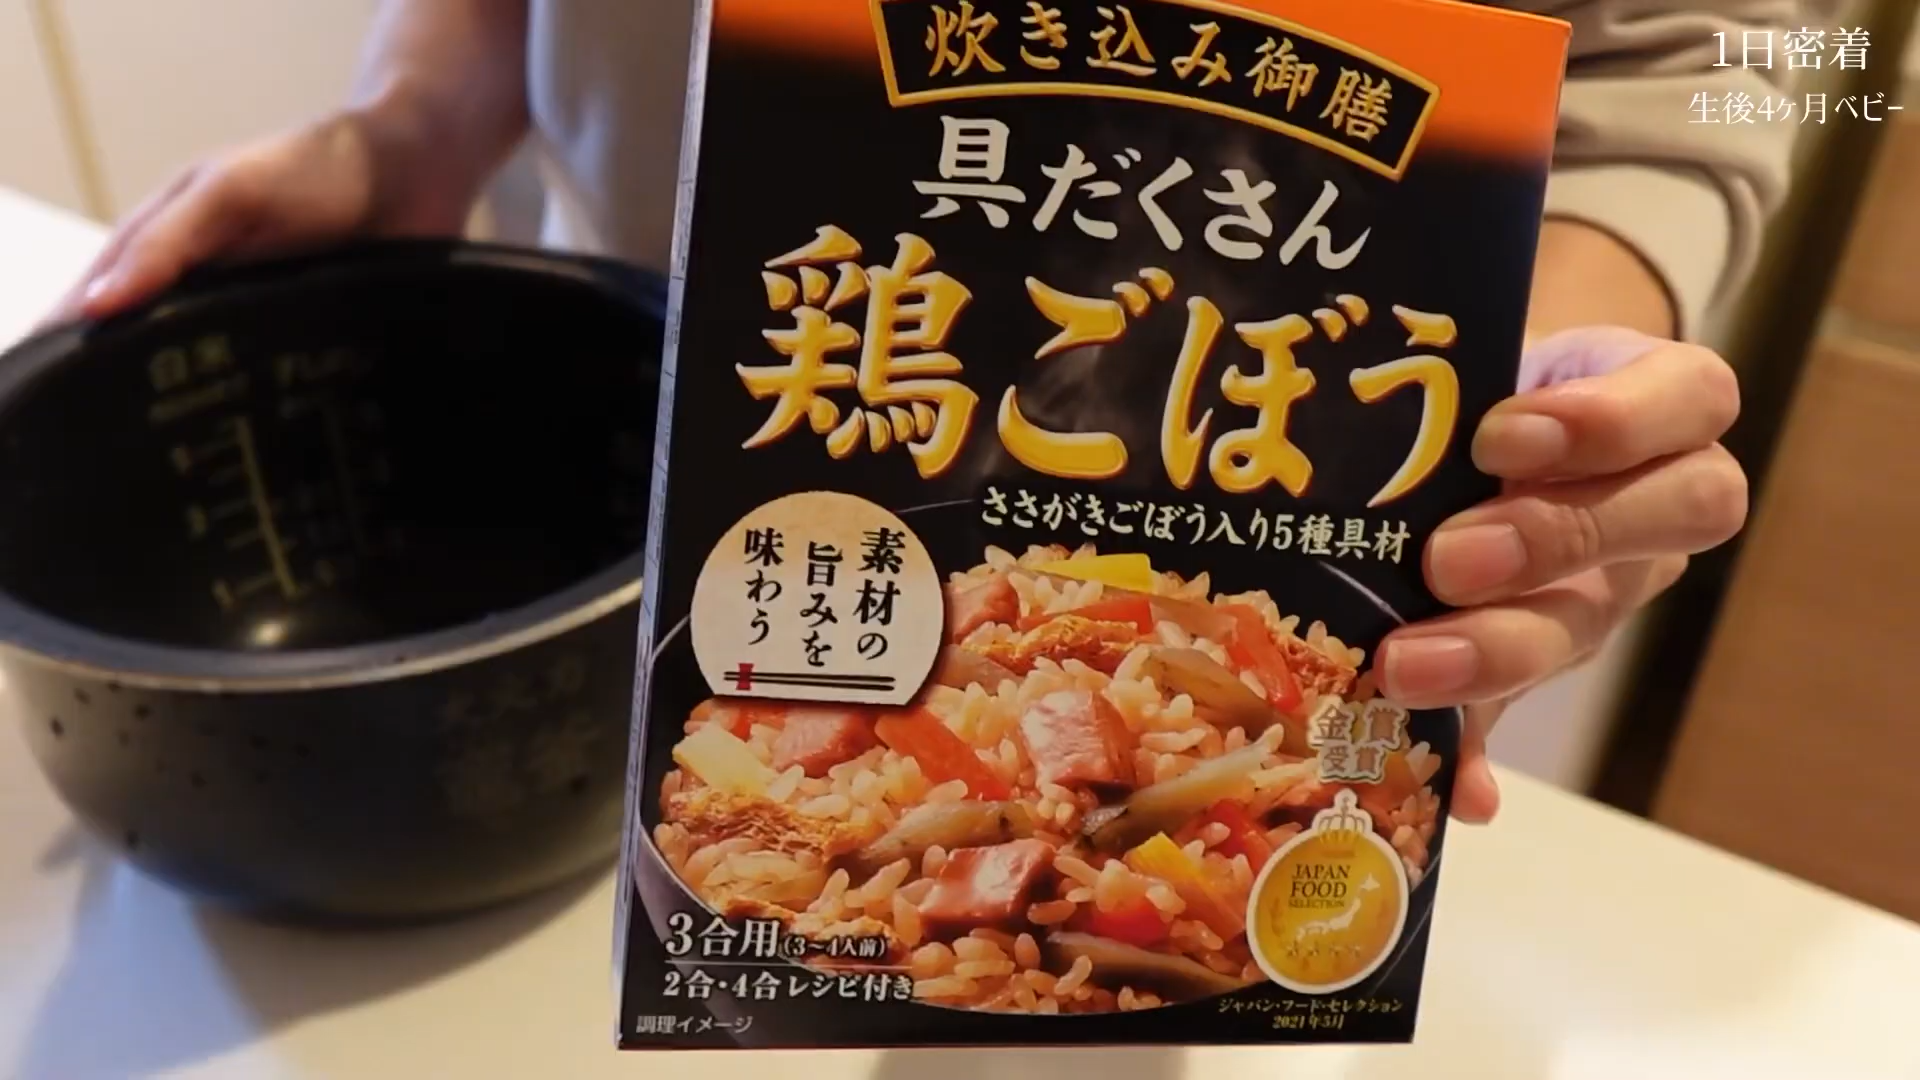 1日密着
生後4ヶ月ベビー
炊き込み御膳
具だくさん
鶏ごぼう
ささがきごぼう入り5種具材
素材の
旨みを
味わう
金賞
受賞
JAPAN
FOOD
SELECTION
3合用(3〜4人前)
2合・4合レシピ付き
調理イメージ
ジャパン・フード・セレクション
2021年5月
白米